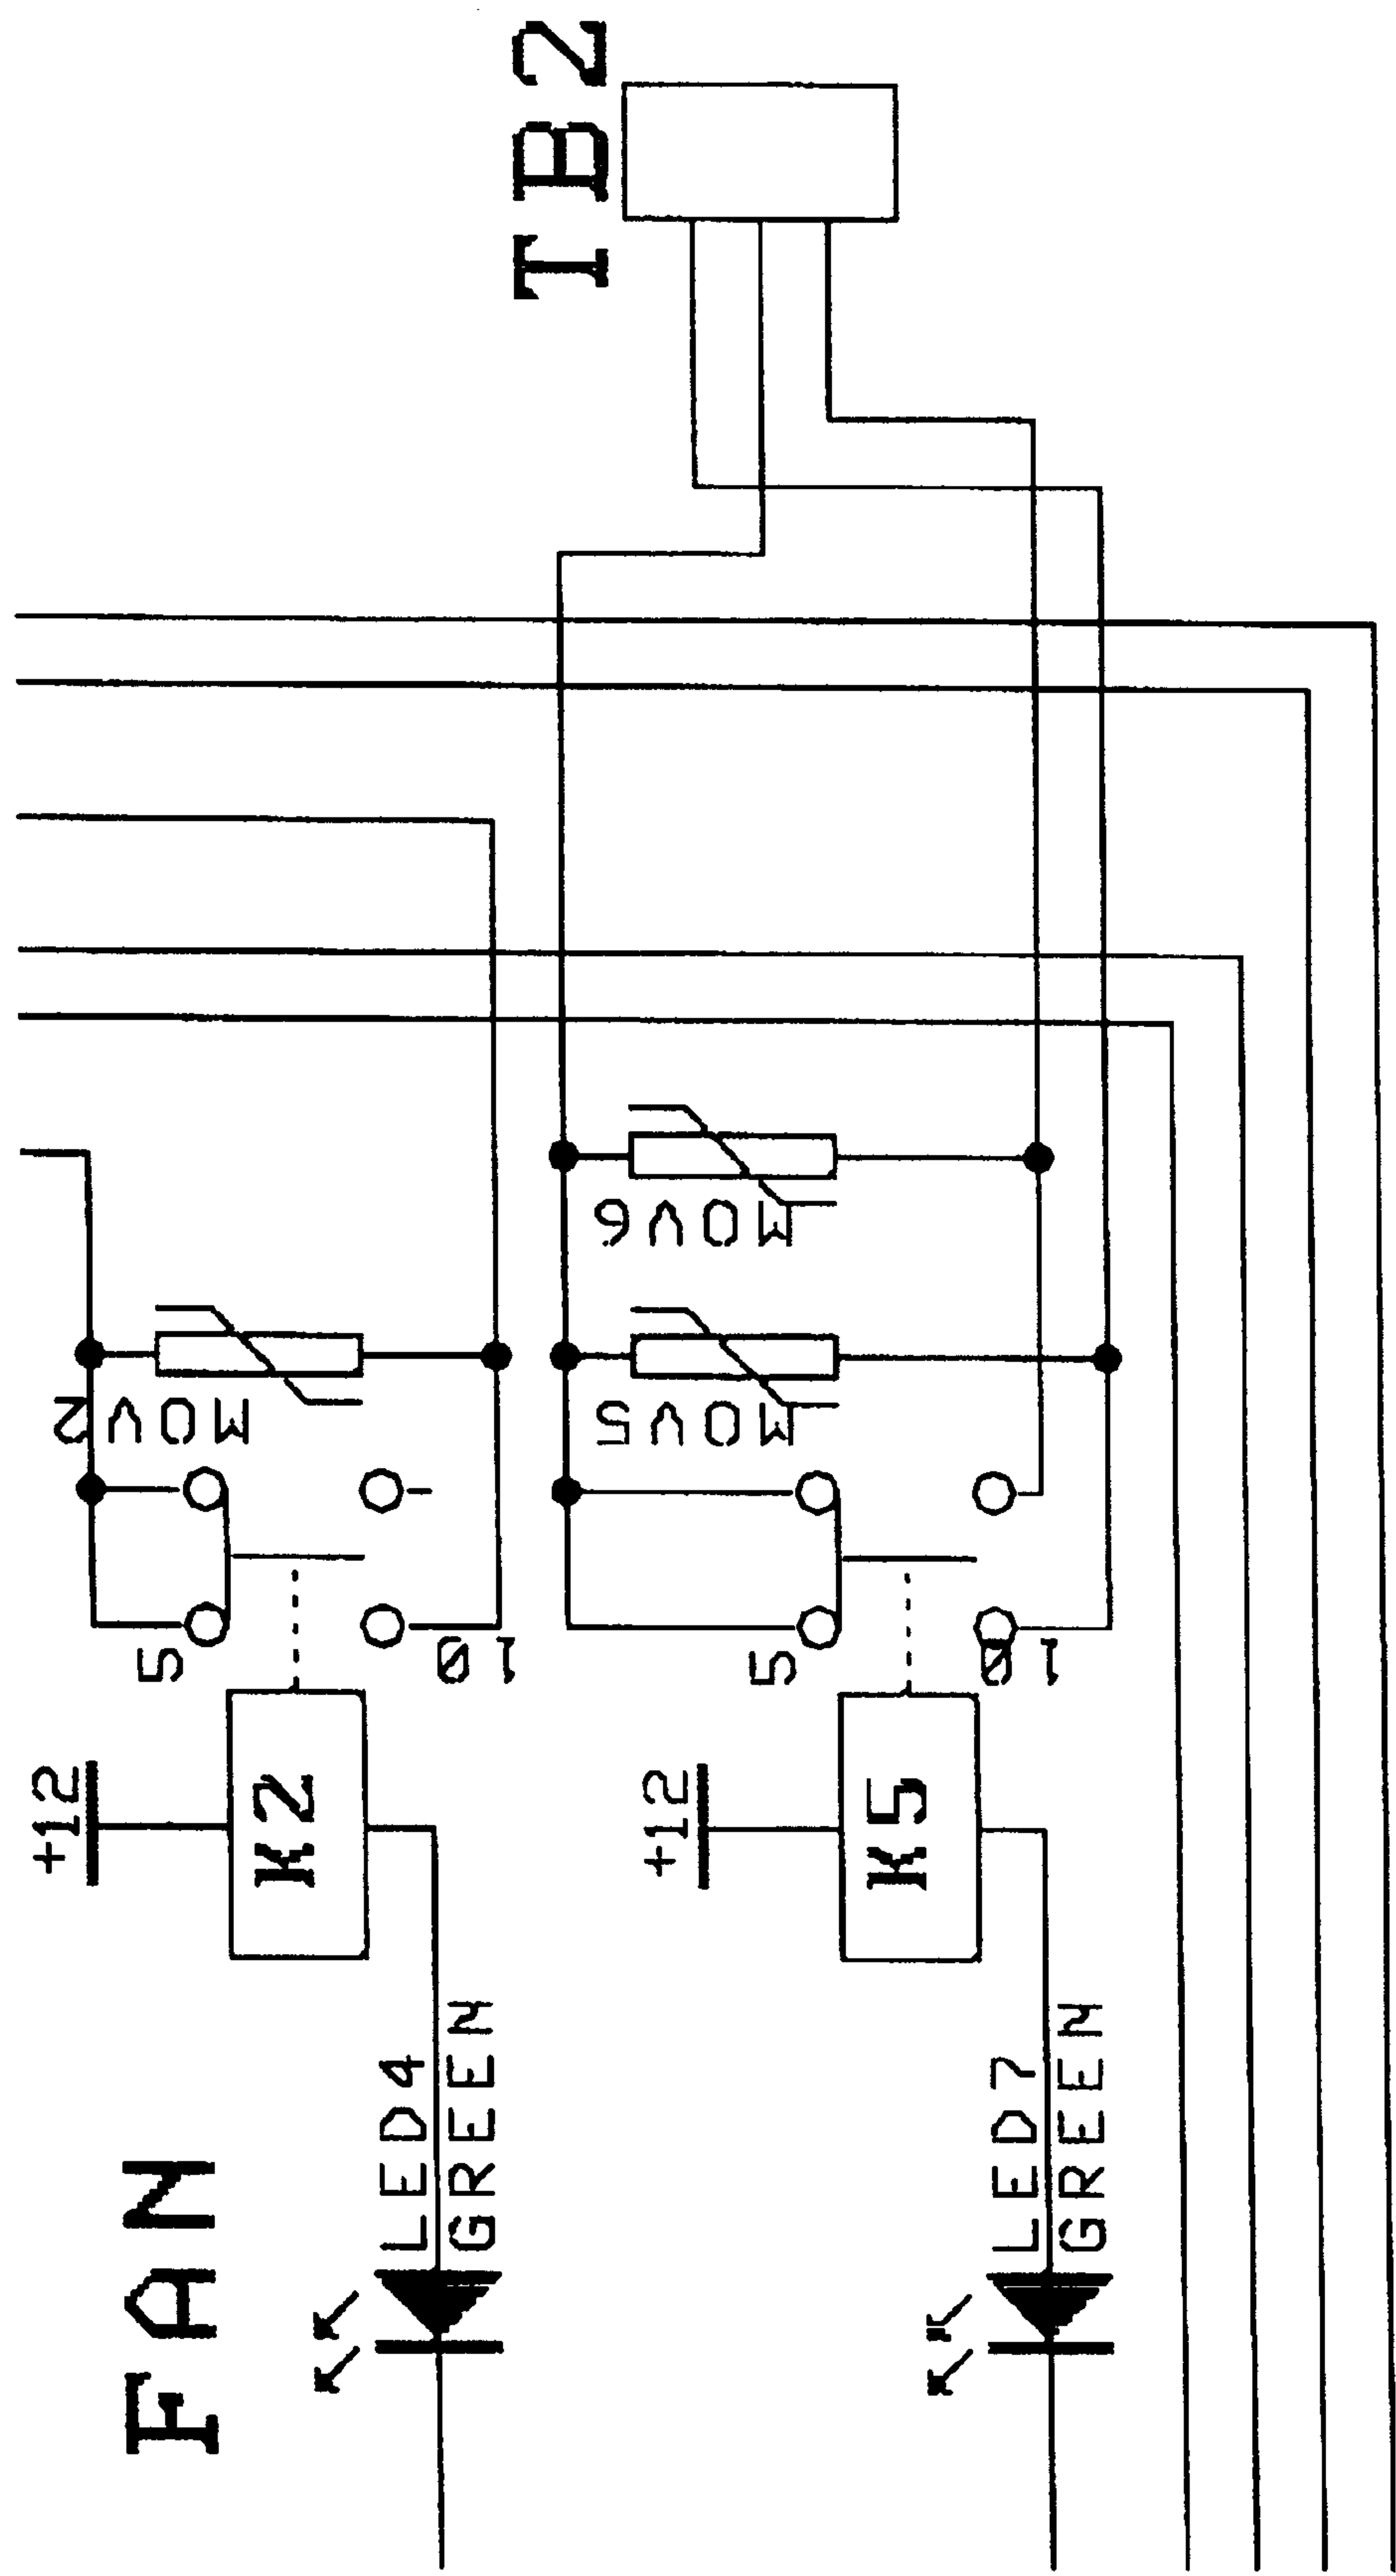 TB2
FAN
+12
K2
5
10
MOV2
LED4
GREEN
+12
K5
5
10
MOV5
MOV6
LED7
GREEN